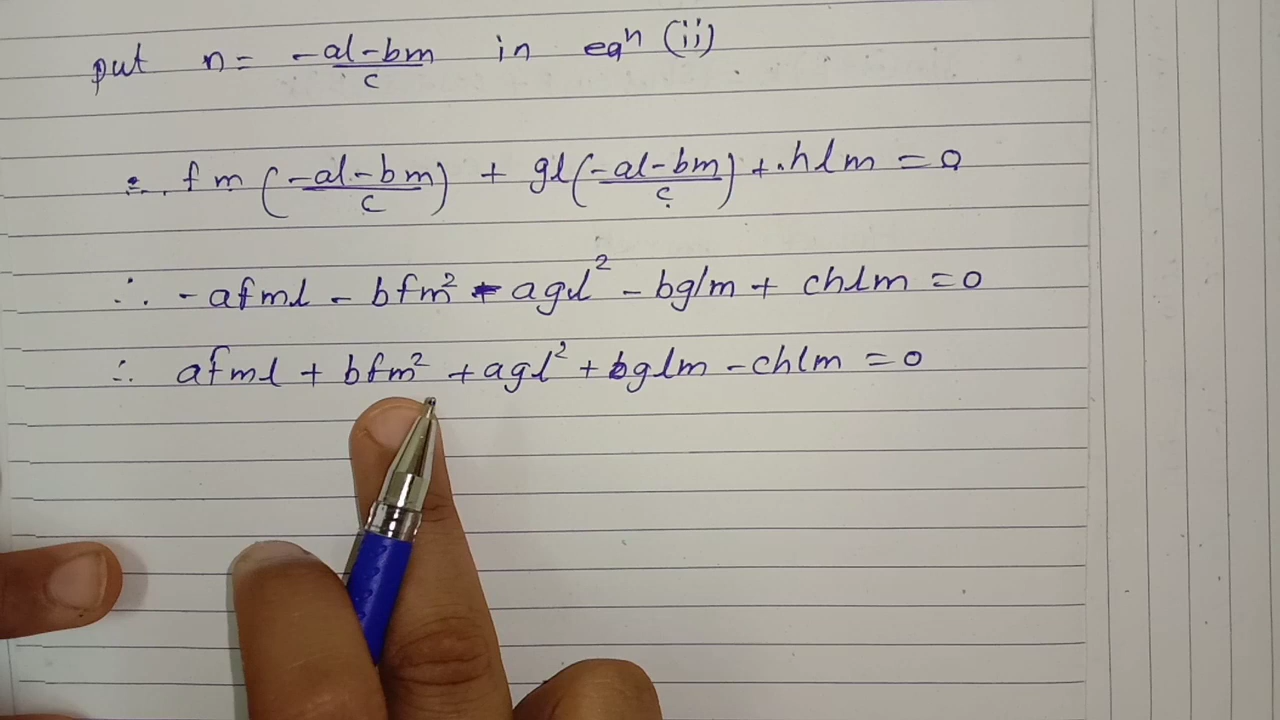 put n = -al-bm/c in eqⁿ (ii)
∴ fm(-al-bm/c) + gl(-al-bm/c) + hlm = 0
∴ -afml - bfm² - agl² - bglm + chlm = 0
∴ afml + bfm² + agl² + bglm - chlm = 0